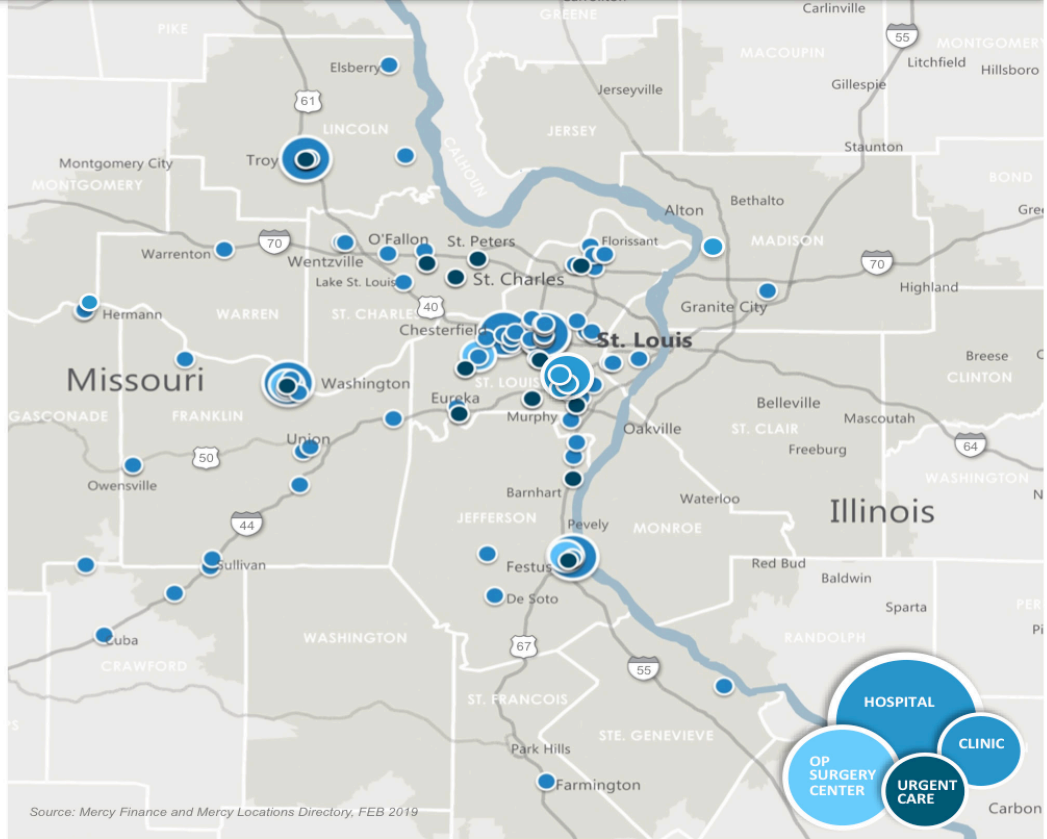 Carlinville
GREENE
PIKE
55
MONTGOMERY
MACOUPIN
Elsberry
Litchfield
Hillsboro
Gillespie
Jerseyville
61
LINCOLN
JERSEY
Staunton
Troy
Montgomery City
CALHOUN
MONTGOMERY
BOND
Bethalto
Alton
Gre
O'Fallon
St. Peters
Florissant
MADISON
70
Warrenton
Wentzville
70
St. Charles
Lake St. Louis
Highland
40
Granite City
Hermann
WARREN
ST. CHARLES
Chesterfield
St. Louis
Breese
C
Missouri
Washington
ST. LOUIS
CLINTON
Eureka
Belleville
GASCONADE
FRANKLIN
Murphy
Mascoutah
Oakville
ST. CLAIR
Union
64
50
Freeburg
Owensville
WASHINGTON
Barnhart
Waterloo
N
Illinois
JEFFERSON
44
Pevely
MONROE
Sullivan
Festus
Red Bud
Baldwin
De Soto
Sparta
PER
Pi
Cuba
WASHINGTON
RANDOLPH
67
CRAWFORD
55
ST. FRANCOIS
HOSPITAL
PS
STE. GENEVIEVE
CLINIC
N
Park Hills
OP
SURGERY
CENTER
URGENT
CARE
Farmington
Source: Mercy Finance and Mercy Locations Directory, FEB 2019
Carbon